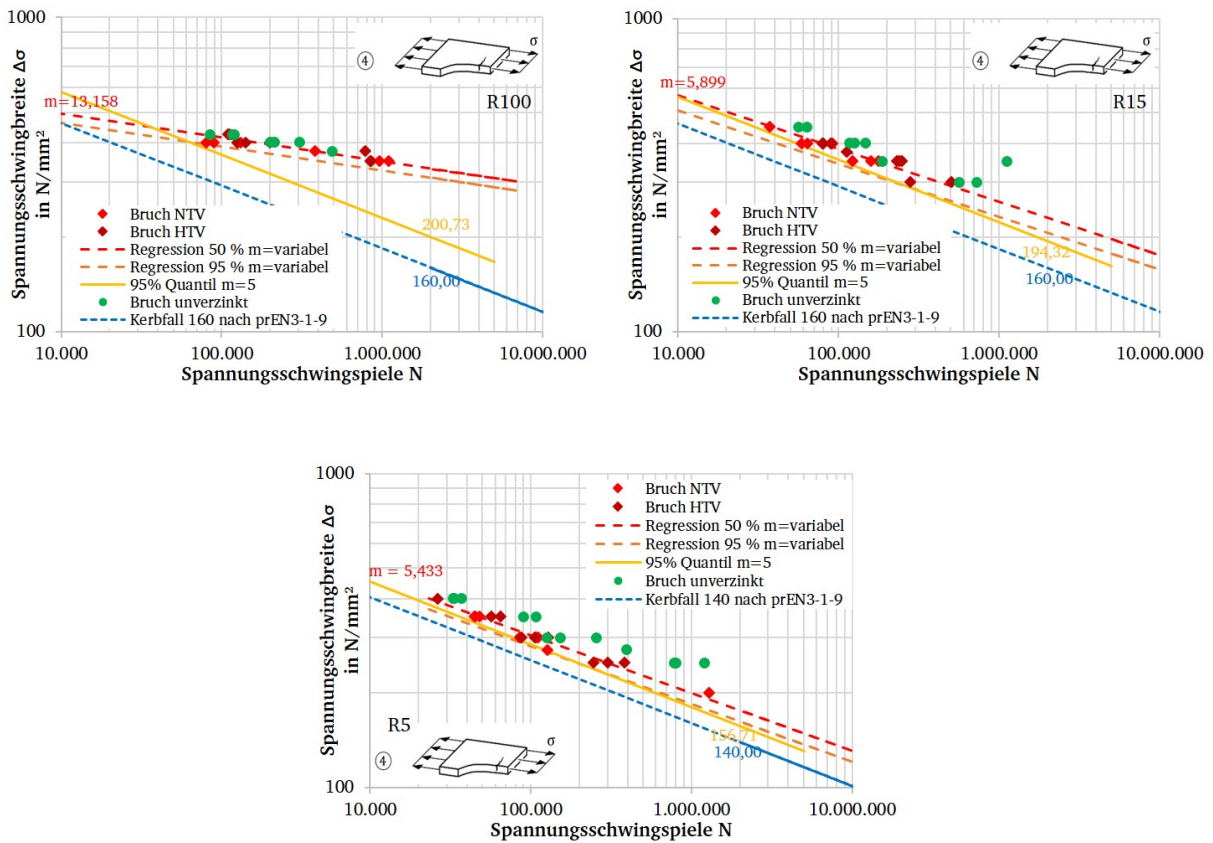 1000
④
σ
R100
m=13,158
Spannungsschwingbreite Δσ
in N/mm²
200,73
160,00
Bruch NTV
Bruch HTV
Regression 50 % m=variabel
Regression 95 % m=variabel
95% Quantil m=5
Bruch unverzinkt
Kerbfall 160 nach prEN3-1-9
100
10.000
100.000
1.000.000
10.000.000
Spannungsschwingspiele N
1000
④
σ
R15
m=5,899
Spannungsschwingbreite Δσ
in N/mm²
194,32
160,00
Bruch NTV
Bruch HTV
Regression 50 % m=variabel
Regression 95 % m=variabel
95% Quantil m=5
Bruch unverzinkt
Kerbfall 160 nach prEN3-1-9
100
10.000
100.000
1.000.000
10.000.000
Spannungsschwingspiele N
1000
Bruch NTV
Bruch HTV
Regression 50 % m=variabel
Regression 95 % m=variabel
95% Quantil m=5
Bruch unverzinkt
Kerbfall 140 nach prEN3-1-9
m = 5,433
Spannungsschwingbreite Δσ
in N/mm²
R5
④
σ
156,71
140,00
100
10.000
100.000
1.000.000
10.000.000
Spannungsschwingspiele N